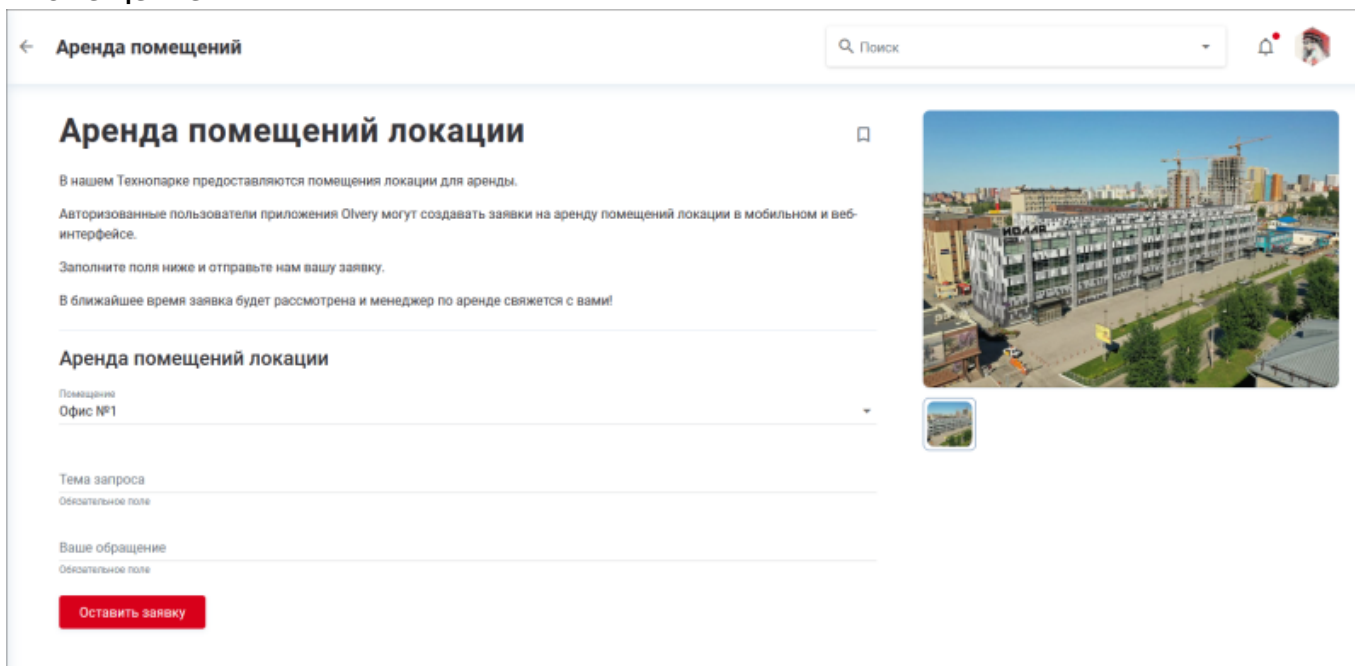 Аренда помещений
Поиск
Аренда помещений локации
В нашем Технопарке предоставляются помещения локации для аренды.
Авторизованные пользователи приложения Olvery могут создавать заявки на аренду помещений локации в мобильном и веб-
интерфейсе.
Заполните поля ниже и отправьте нам вашу заявку.
В ближайшее время заявка будет рассмотрена и менеджер по аренде свяжется с вами!
Аренда помещений локации
Помещение
Офис №1
Тема запроса
Обязательное поле
Ваше обращение
Обязательное поле
Оставить заявку